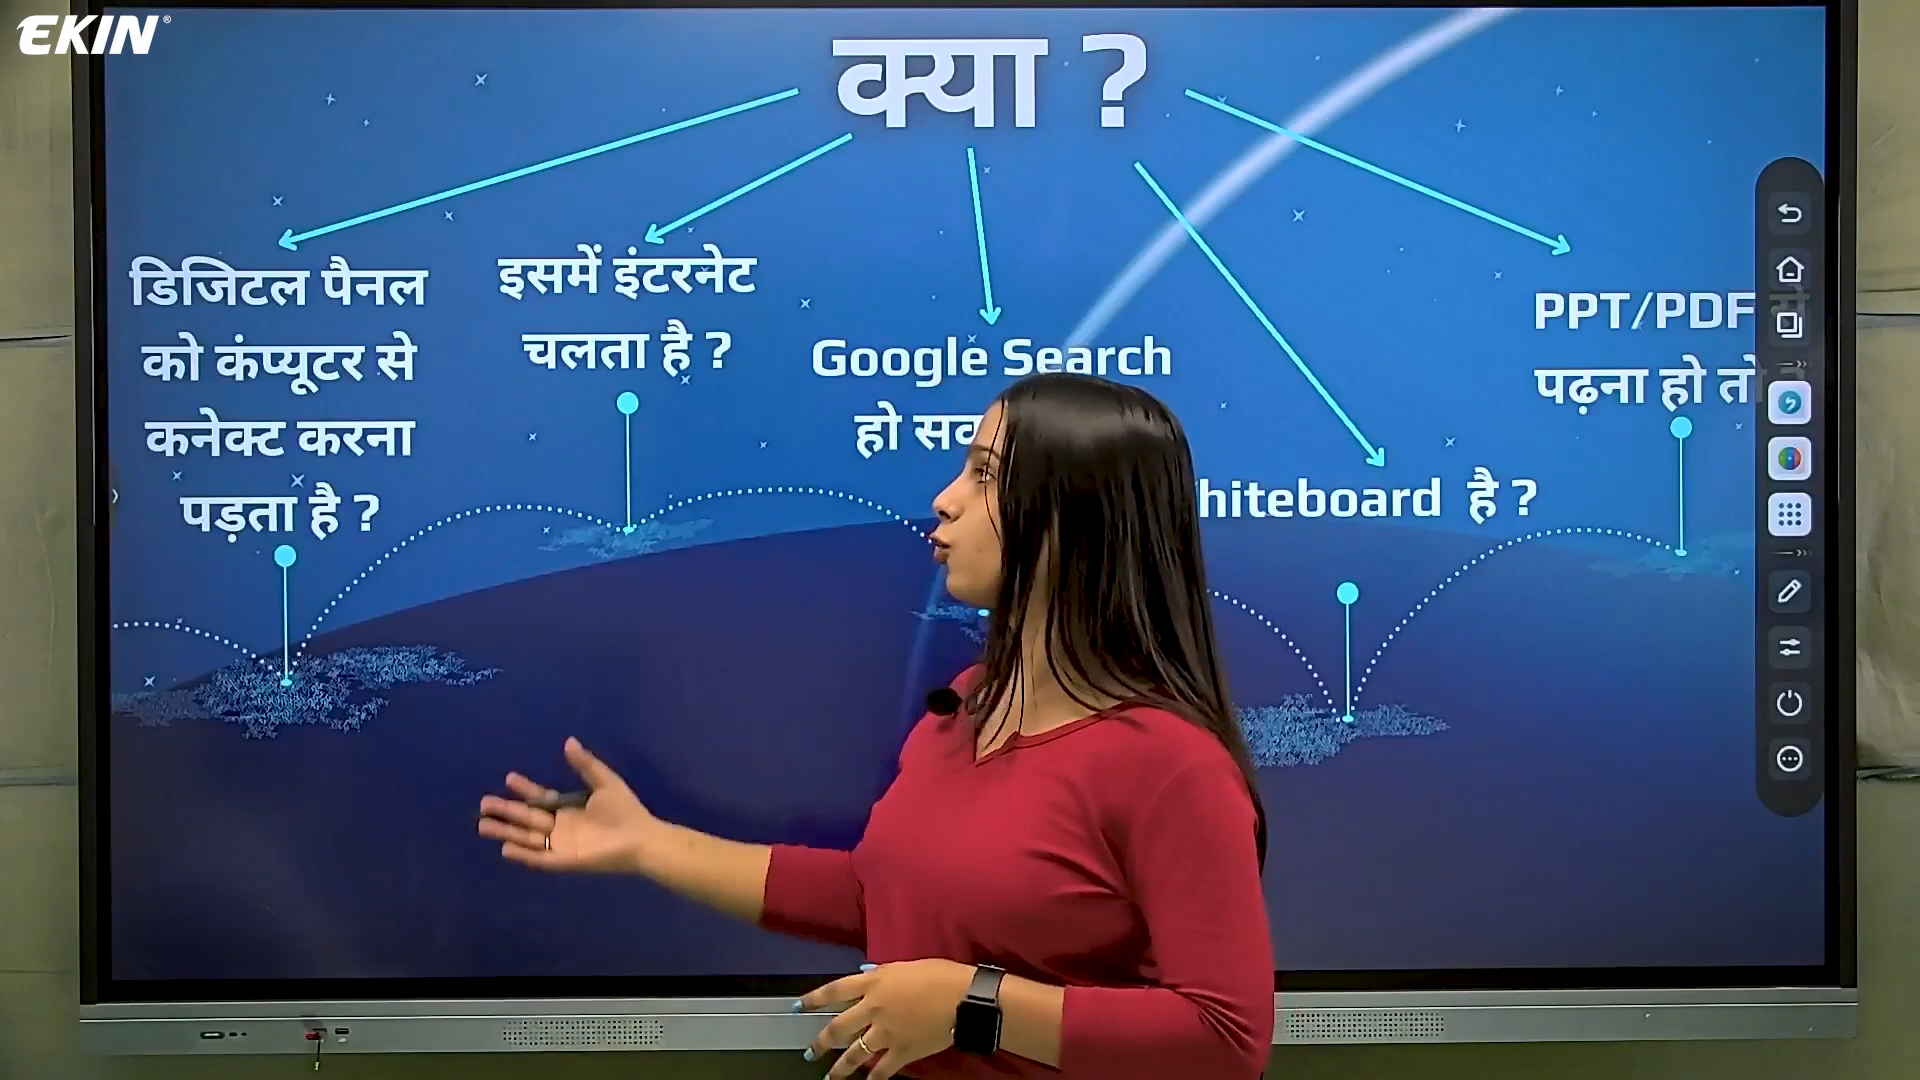 EKIN®
क्या ?
डिजिटल पैनल
को कंप्यूटर से
कनेक्ट करना
पड़ता है ?
इसमें इंटरनेट
चलता है ?
Google Search
हो
hiteboard है ?
PPT/PDF से
पढ़ना हो तो